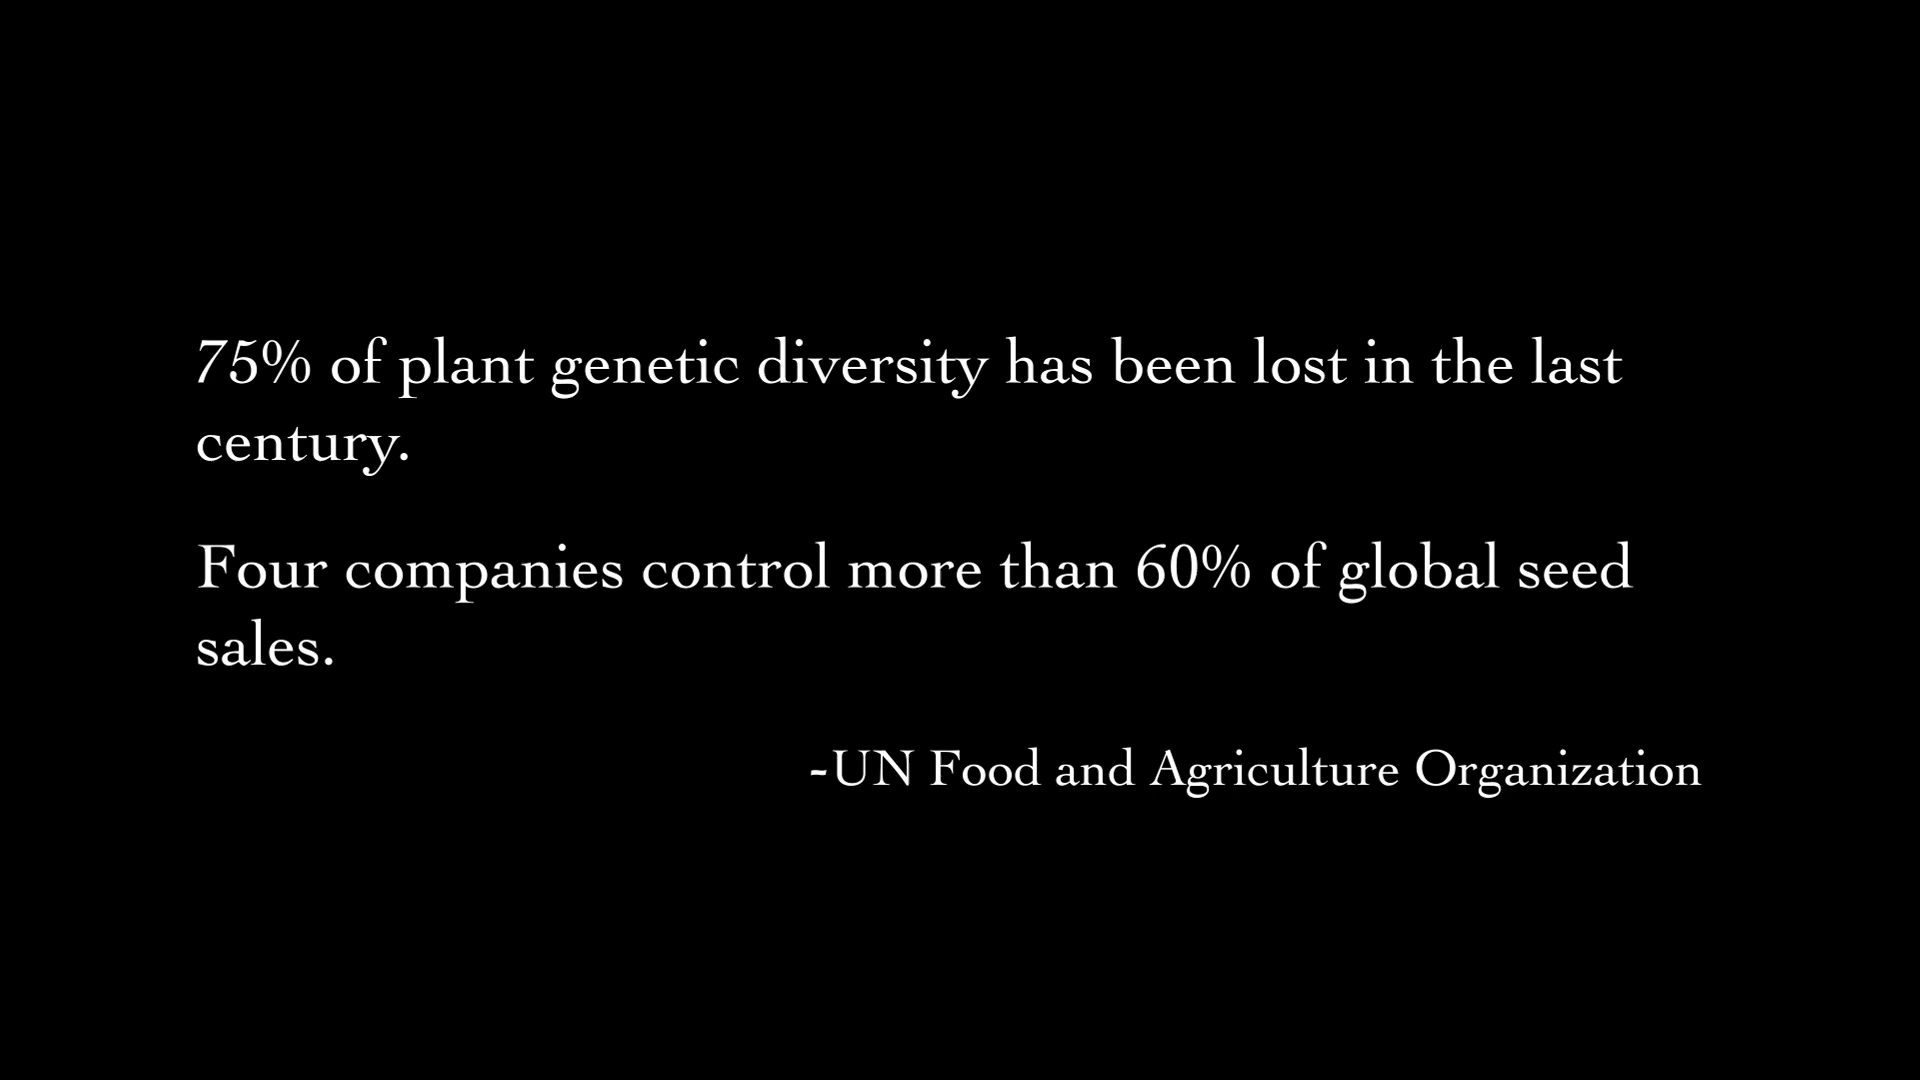 75% of plant genetic diversity has been lost in the last
century.
Four companies control more than 60% of global seed
sales.
-UN Food and Agriculture Organization